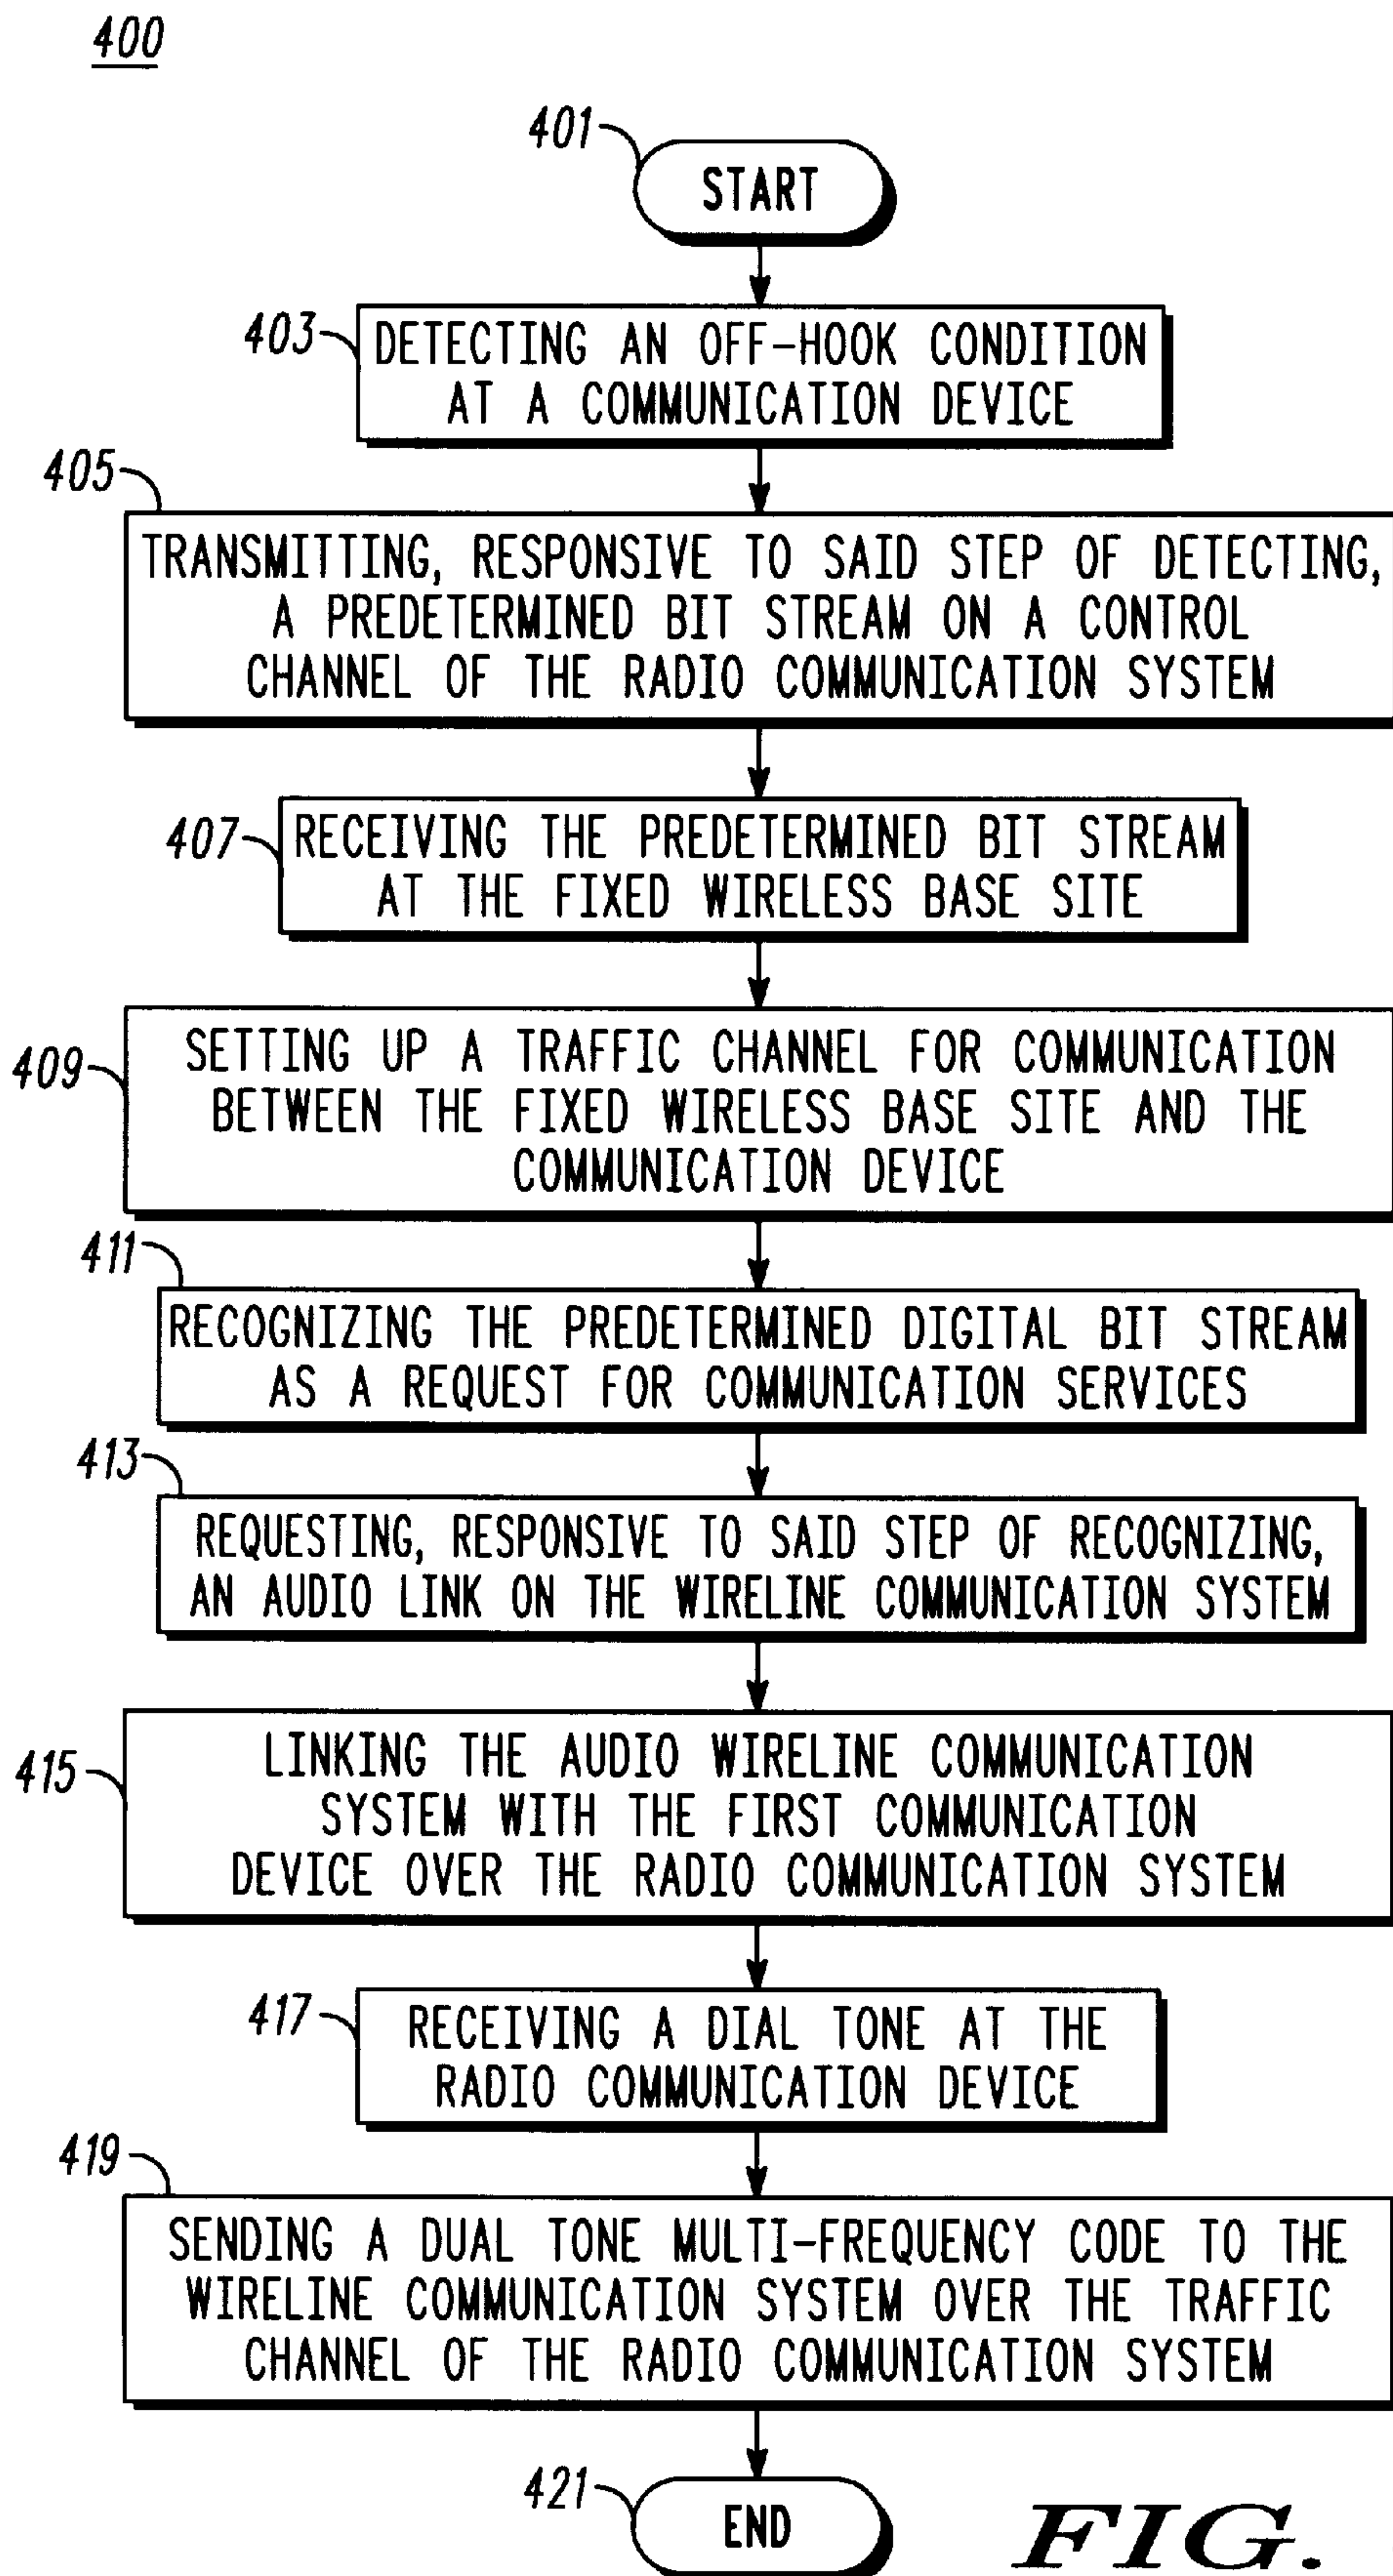 400
401
START
403
DETECTING AN OFF-HOOK CONDITION
AT A COMMUNICATION DEVICE
405
TRANSMITTING, RESPONSIVE TO SAID STEP OF DETECTING,
A PREDETERMINED BIT STREAM ON A CONTROL
CHANNEL OF THE RADIO COMMUNICATION SYSTEM
407
RECEIVING THE PREDETERMINED BIT STREAM
AT THE FIXED WIRELESS BASE SITE
409
SETTING UP A TRAFFIC CHANNEL FOR COMMUNICATION
BETWEEN THE FIXED WIRELESS BASE SITE AND THE
COMMUNICATION DEVICE
411
RECOGNIZING THE PREDETERMINED DIGITAL BIT STREAM
AS A REQUEST FOR COMMUNICATION SERVICES
413
REQUESTING, RESPONSIVE TO SAID STEP OF RECOGNIZING,
AN AUDIO LINK ON THE WIRELINE COMMUNICATION SYSTEM
415
LINKING THE AUDIO WIRELINE COMMUNICATION
SYSTEM WITH THE FIRST COMMUNICATION
DEVICE OVER THE RADIO COMMUNICATION SYSTEM
417
RECEIVING A DIAL TONE AT THE
RADIO COMMUNICATION DEVICE
419
SENDING A DUAL TONE MULTI-FREQUENCY CODE TO THE
WIRELINE COMMUNICATION SYSTEM OVER THE TRAFFIC
CHANNEL OF THE RADIO COMMUNICATION SYSTEM
421
END
FIG.